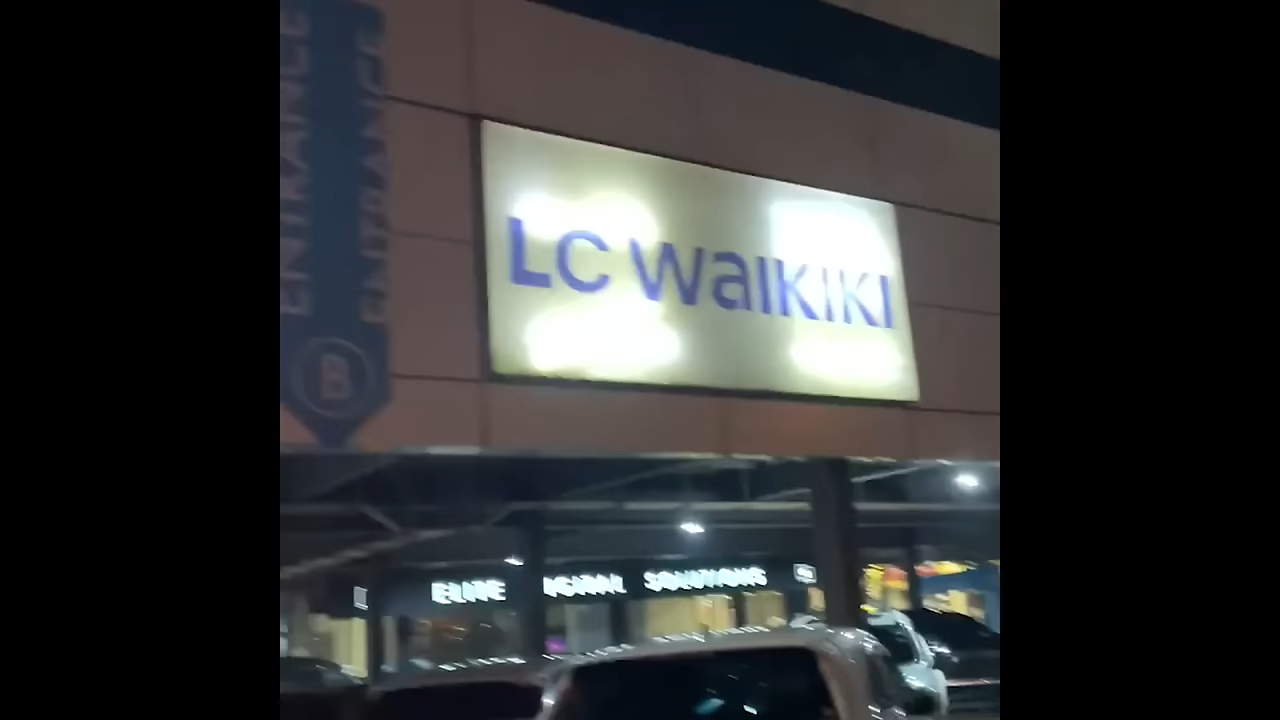 ENTRANCE
ENTRANCE
B
LC Waikiki
ELITE DIGITAL SOLUTIONS